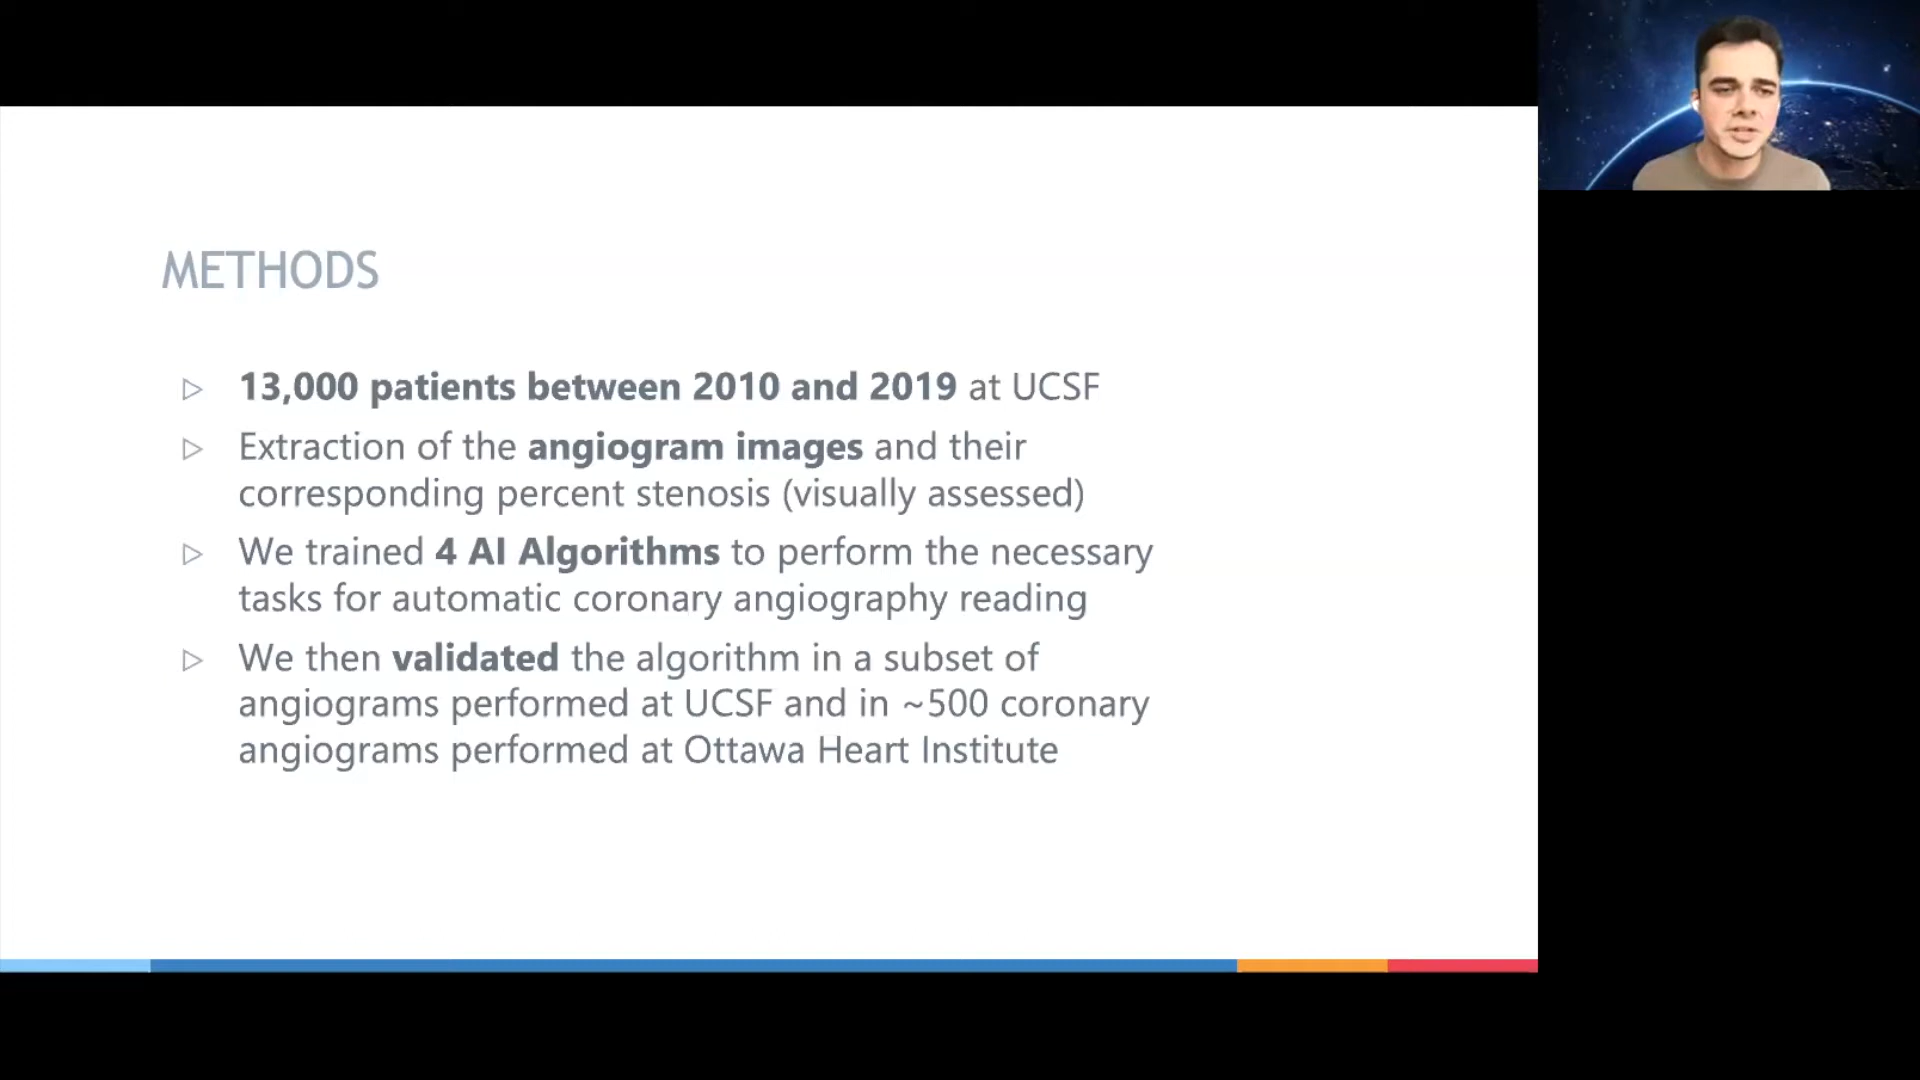 METHODS
13,000 patients between 2010 and 2019 at UCSF
Extraction of the angiogram images and their
corresponding percent stenosis (visually assessed)
We trained 4 AI Algorithms to perform the necessary
tasks for automatic coronary angiography reading
We then validated the algorithm in a subset of
angiograms performed at UCSF and in ~500 coronary
angiograms performed at Ottawa Heart Institute